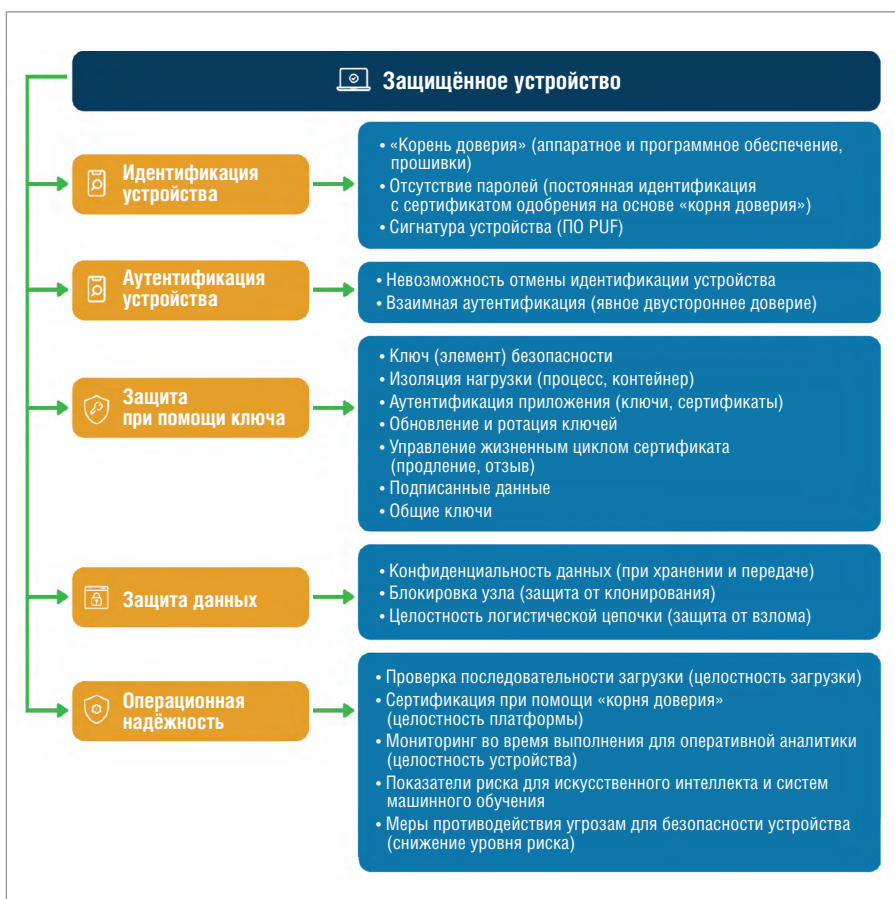 Защищённое устройство
Идентификация
устройства
• «Корень доверия» (аппаратное и программное обеспечение,
прошивки)
• Отсутствие паролей (постоянная идентификация
с сертификатом одобрения на основе «корня доверия»)
• Сигнатура устройства (ПО PUF)
Аутентификация
устройства
• Невозможность отмены идентификации устройства
• Взаимная аутентификация (явное двустороннее доверие)
Защита
при помощи ключа
• Ключ (элемент) безопасности
• Изоляция нагрузки (процесс, контейнер)
• Аутентификация приложения (ключи, сертификаты)
• Обновление и ротация ключей
• Управление жизненным циклом сертификата
(продление, отзыв)
• Подписанные данные
• Общие ключи
Защита данных
• Конфиденциальность данных (при хранении и передаче)
• Блокировка узла (защита от клонирования)
• Целостность логистической цепочки (защита от взлома)
Операционная
надёжность
• Проверка последовательности загрузки (целостность загрузки)
• Сертификация при помощи «корня доверия»
(целостность платформы)
• Мониторинг во время выполнения для оперативной аналитики
(целостность устройства)
• Показатели риска для искусственного интеллекта и систем
машинного обучения
• Меры противодействия угрозам для безопасности устройства
(снижение уровня риска)